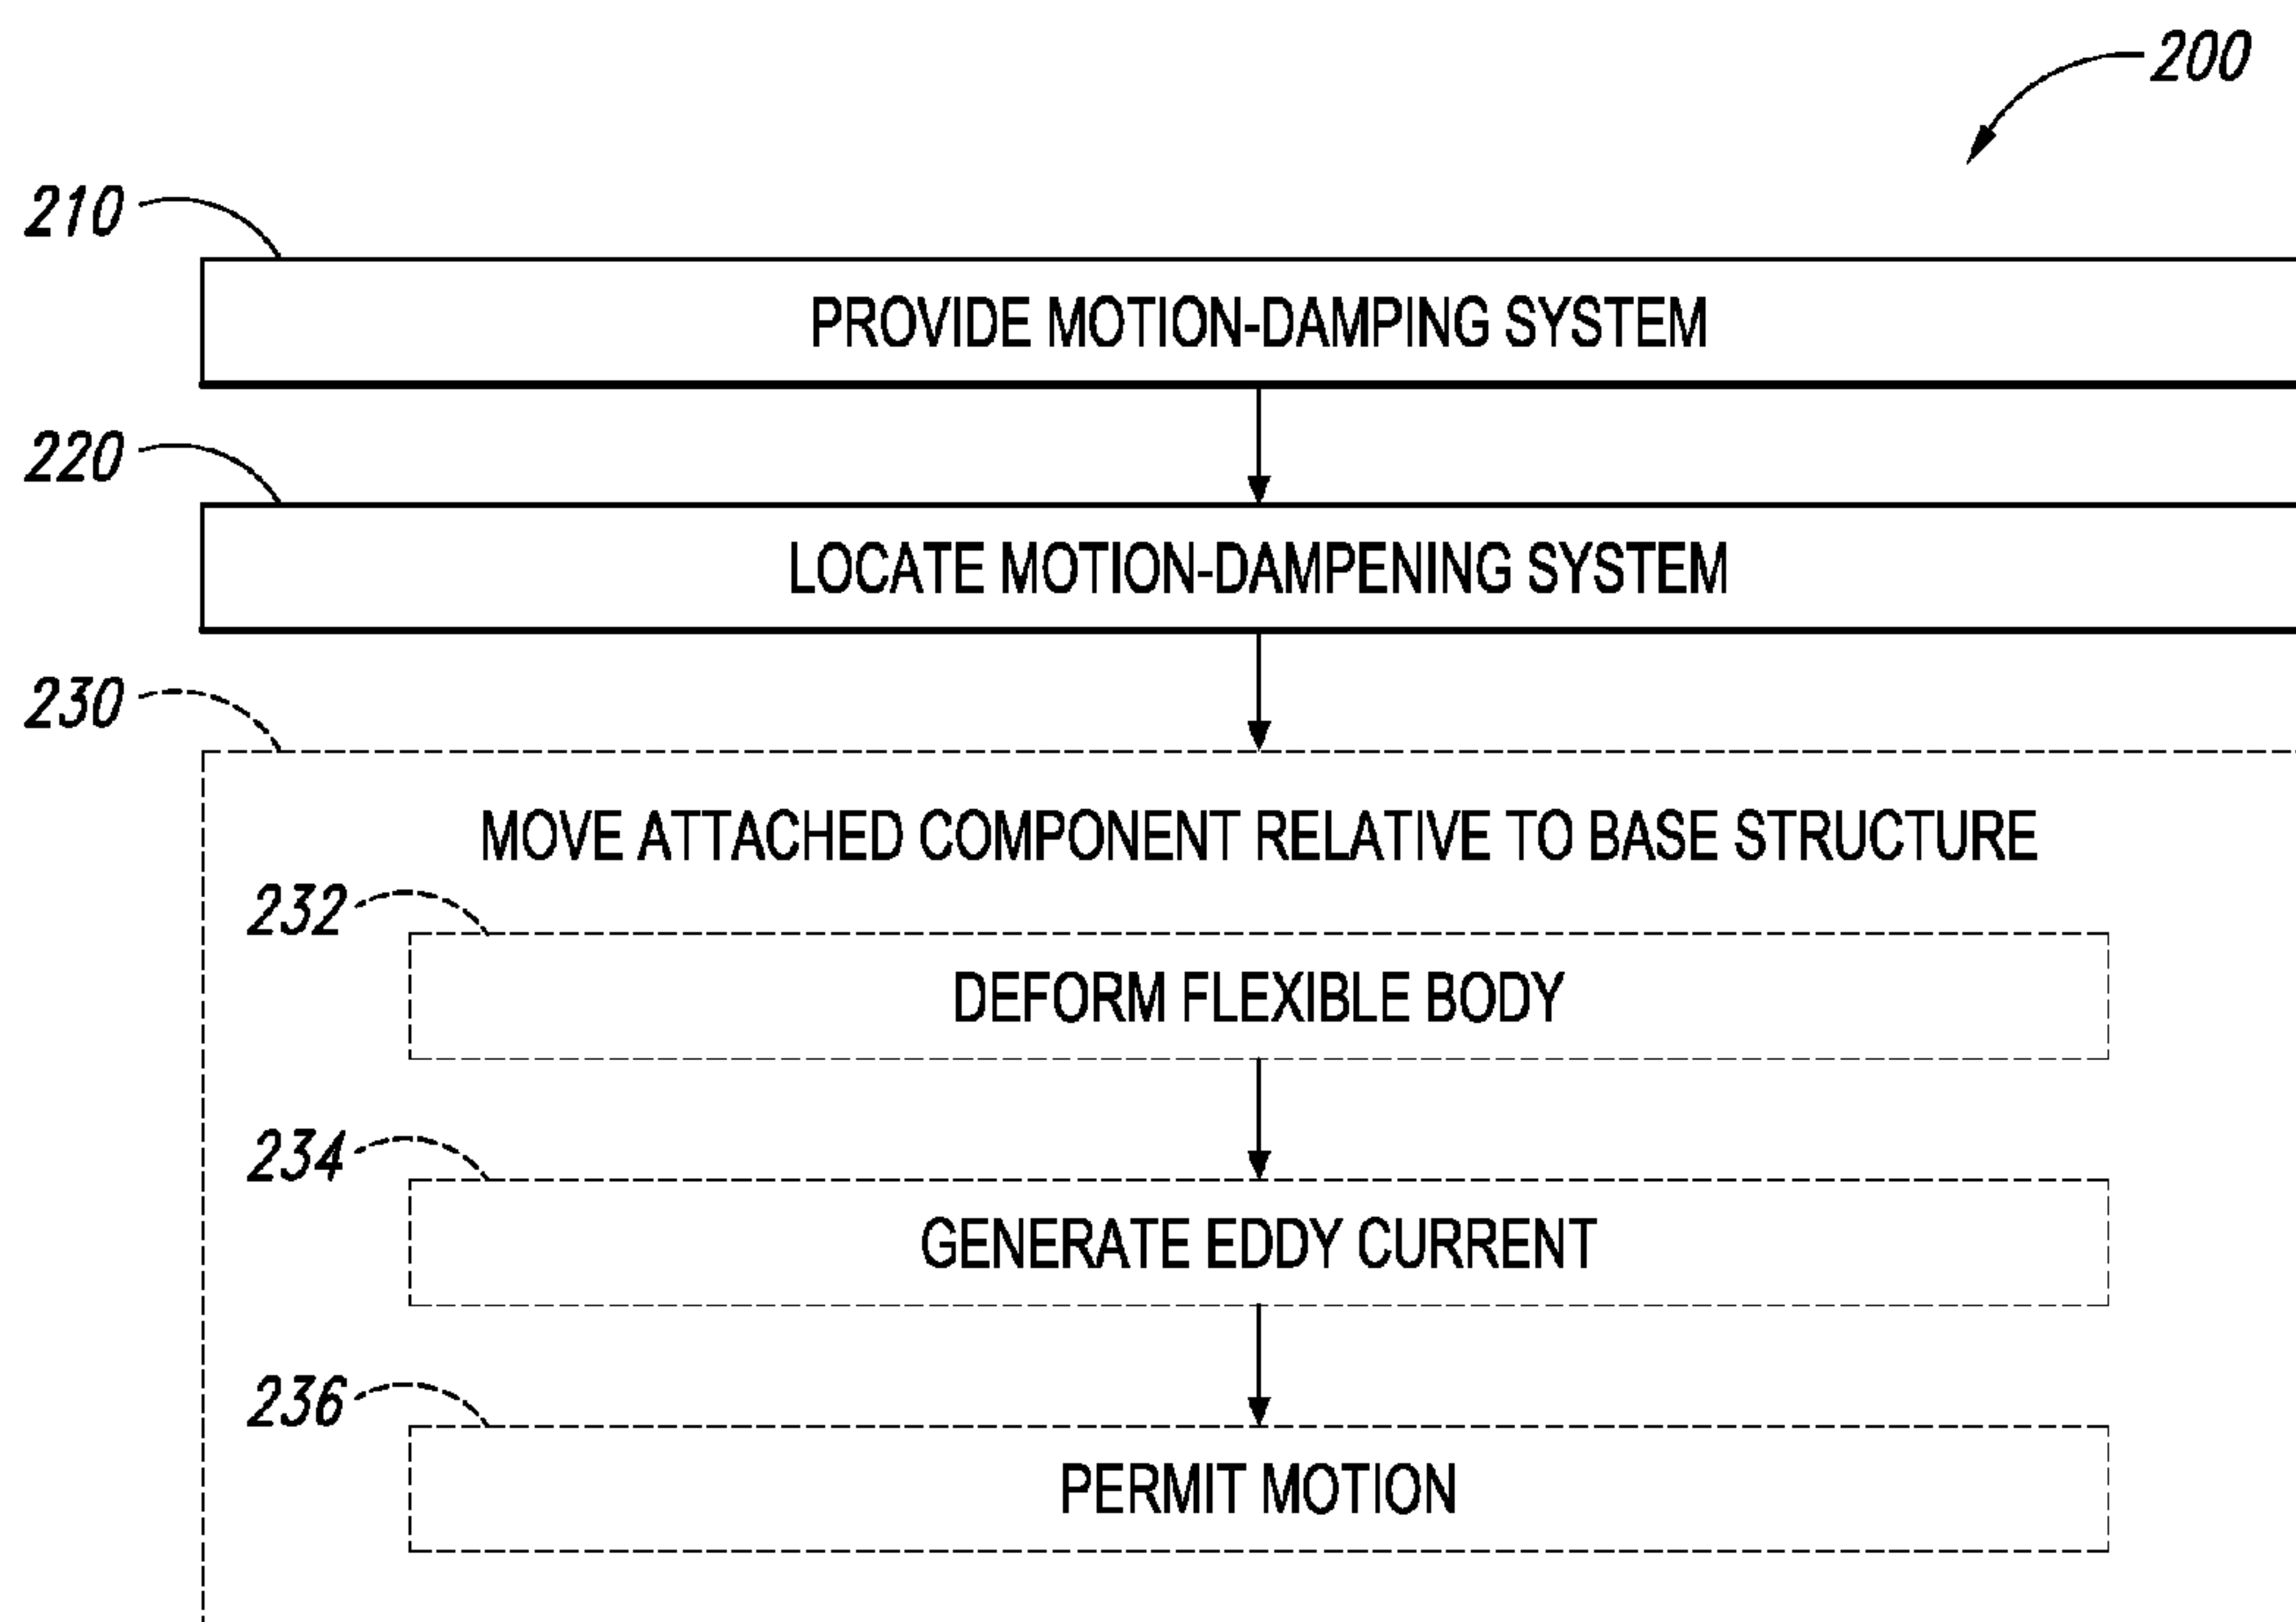 200
210
PROVIDE MOTION-DAMPING SYSTEM
220
LOCATE MOTION-DAMPENING SYSTEM
230
MOVE ATTACHED COMPONENT RELATIVE TO BASE STRUCTURE
232
DEFORM FLEXIBLE BODY
234
GENERATE EDDY CURRENT
236
PERMIT MOTION